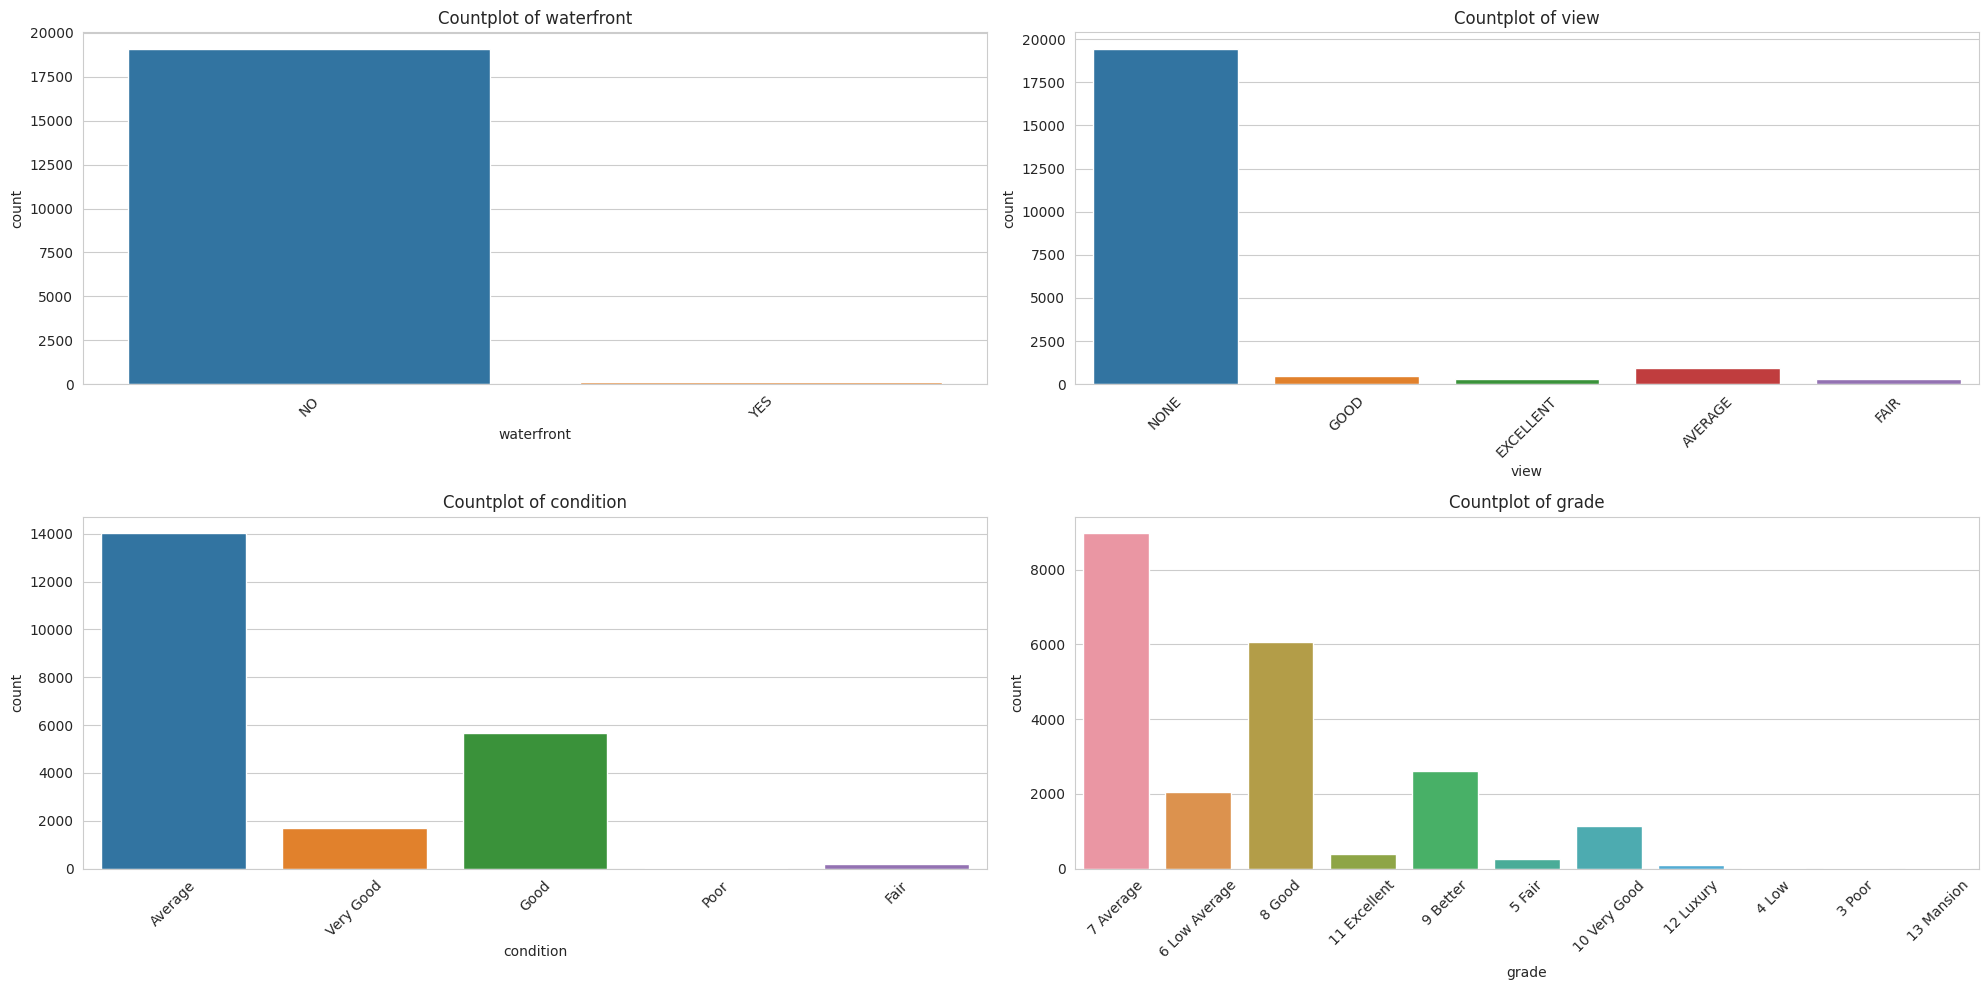 Countplot of waterfront
20000
17500
15000
12500
10000
7500
5000
2500
0
count
NO
YES
waterfront
Countplot of view
20000
17500
15000
12500
10000
7500
5000
2500
0
count
NONE
GOOD
EXCELLENT
AVERAGE
FAIR
view
Countplot of condition
14000
12000
10000
8000
6000
4000
2000
0
count
Average
Very Good
Good
Poor
Fair
condition
Countplot of grade
8000
6000
4000
2000
0
count
7 Average
6 Low Average
8 Good
11 Excellent
9 Better
5 Fair
10 Very Good
12 Luxury
4 Low
3 Poor
13 Mansion
grade